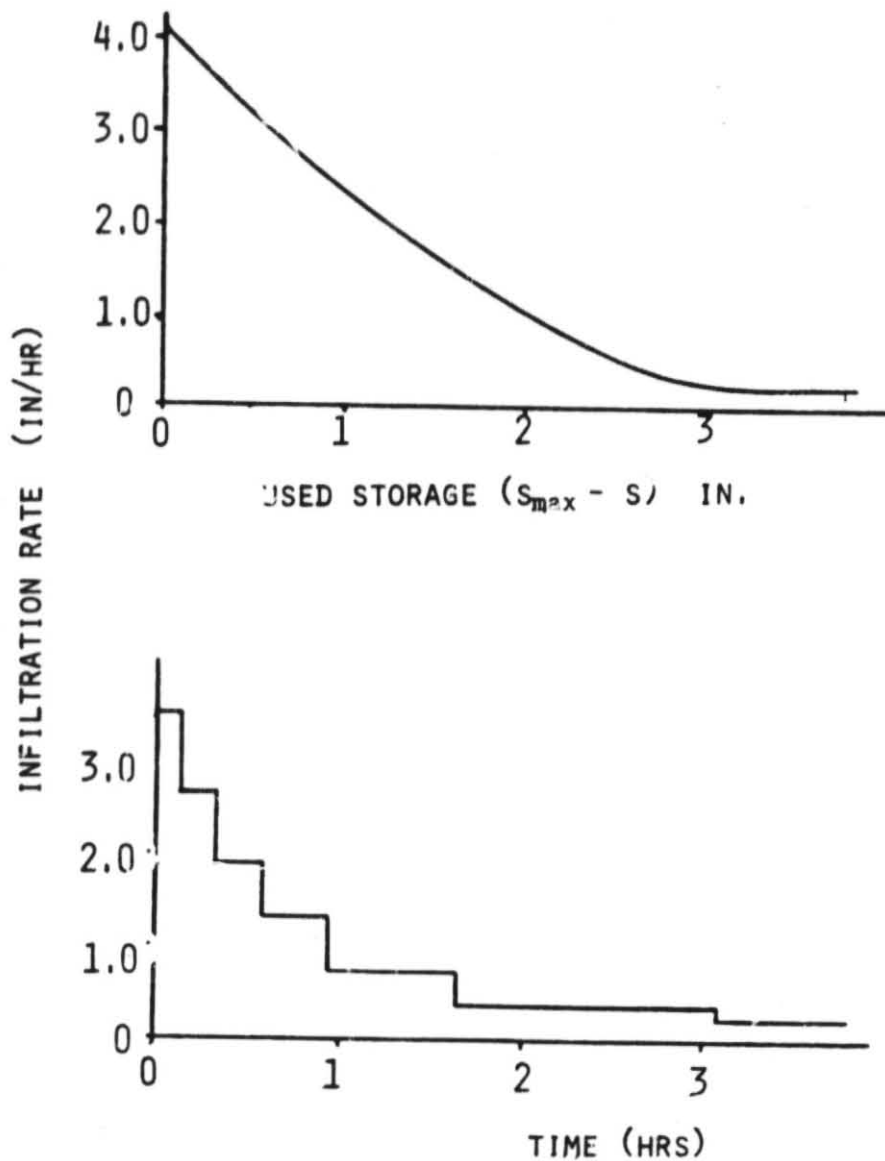 INFILTRATION RATE (IN/HR)
4.0
3.0
2.0
1.0
0
0 1 2 3
USED STORAGE (Smax - S) IN.
3.0
2.0
1.0
0
0 1 2 3
TIME (HRS)